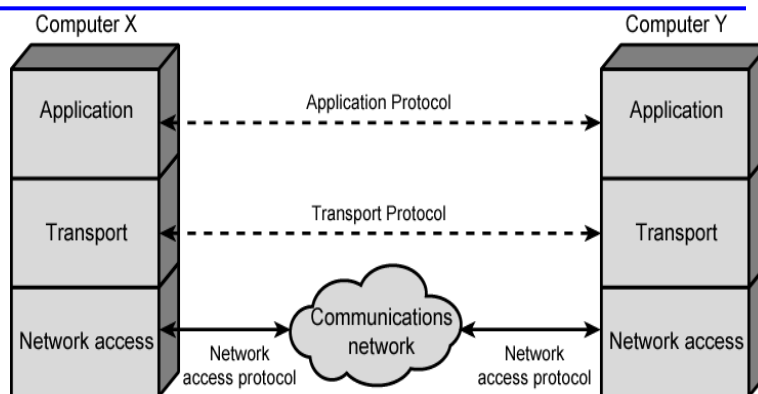 Computer X
Computer Y
Application
Application Protocol
Application
Transport
Transport Protocol
Transport
Network access
Network
access protocol
Communications
network
Network
access protocol
Network access